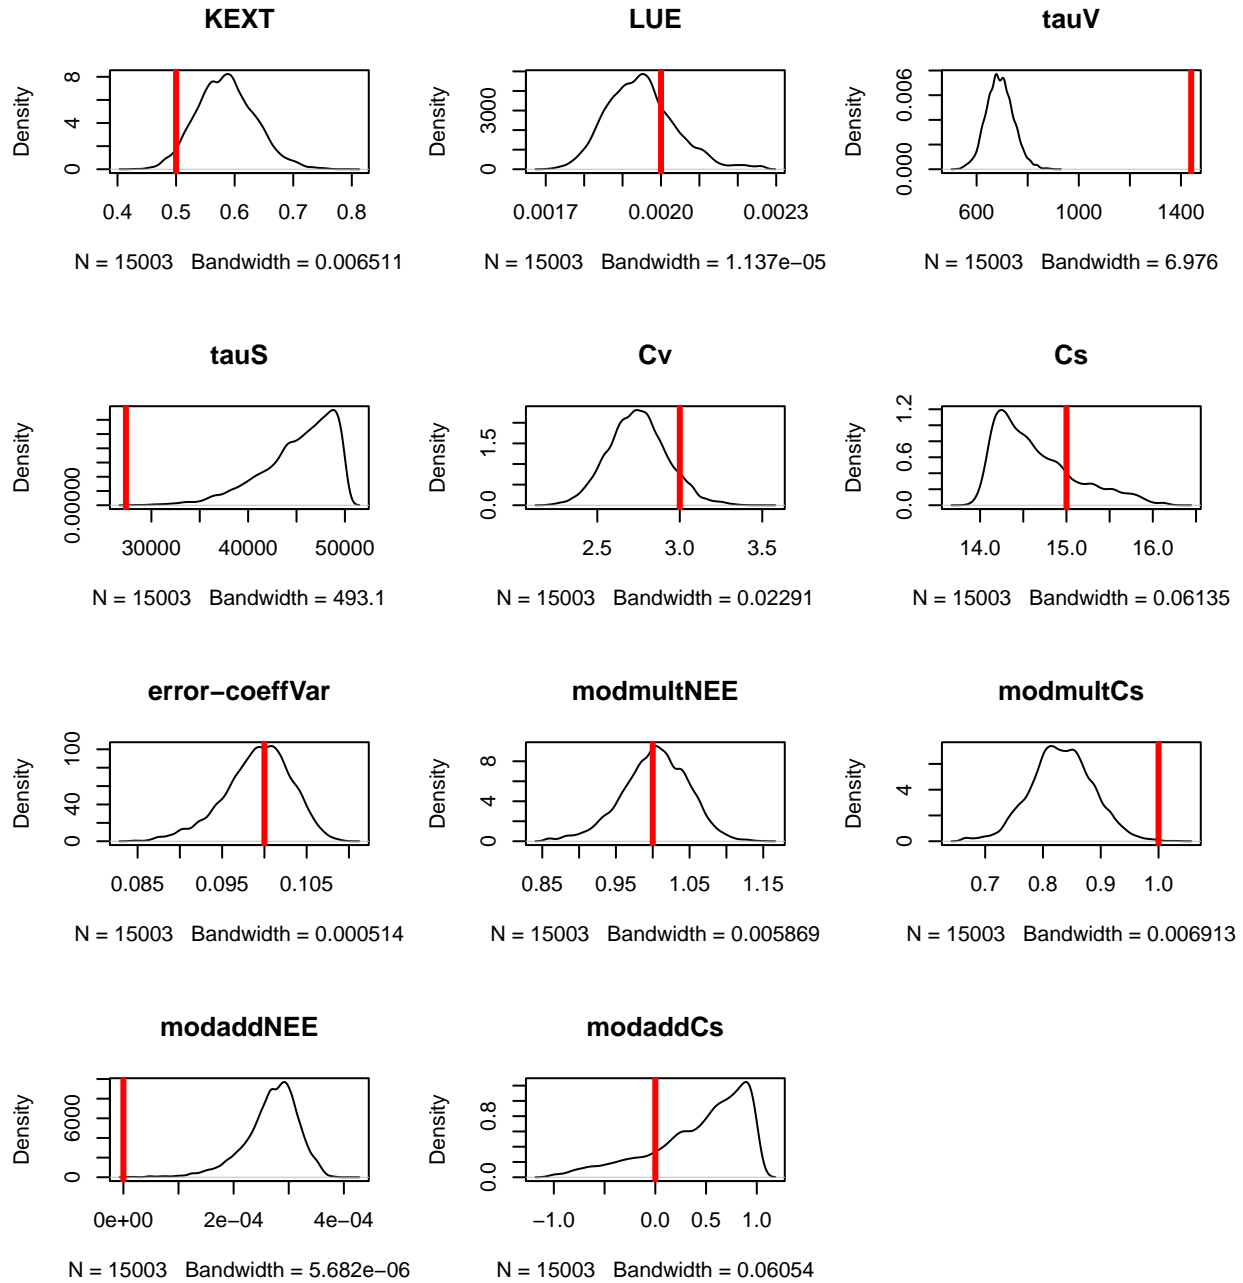 KEXT
LUE
tauV
Density
0
4
8
0.4 0.5 0.6 0.7 0.8
N = 15003 Bandwidth = 0.006511
Density
0
3000
0.0017 0.0020 0.0023
N = 15003 Bandwidth = 1.137e−05
Density
0.000
0.006
600 1000 1400
N = 15003 Bandwidth = 6.976
tauS
Cv
Cs
Density
0.00000
30000 40000 50000
N = 15003 Bandwidth = 493.1
Density
0.0
1.5
2.5 3.0 3.5
N = 15003 Bandwidth = 0.02291
Density
0.0
0.6
1.2
14.0 15.0 16.0
N = 15003 Bandwidth = 0.06135
error−coeffVar
modmultNEE
modmultCs
Density
0
40
100
0.085 0.095 0.105
N = 15003 Bandwidth = 0.000514
Density
0
4
8
0.85 0.95 1.05 1.15
N = 15003 Bandwidth = 0.005869
Density
0
4
0.7 0.8 0.9 1.0
N = 15003 Bandwidth = 0.006913
modaddNEE
modaddCs
Density
0
6000
0e+00 2e−04 4e−04
N = 15003 Bandwidth = 5.682e−06
Density
0.0
0.8
−1.0 0.0 0.5 1.0
N = 15003 Bandwidth = 0.06054